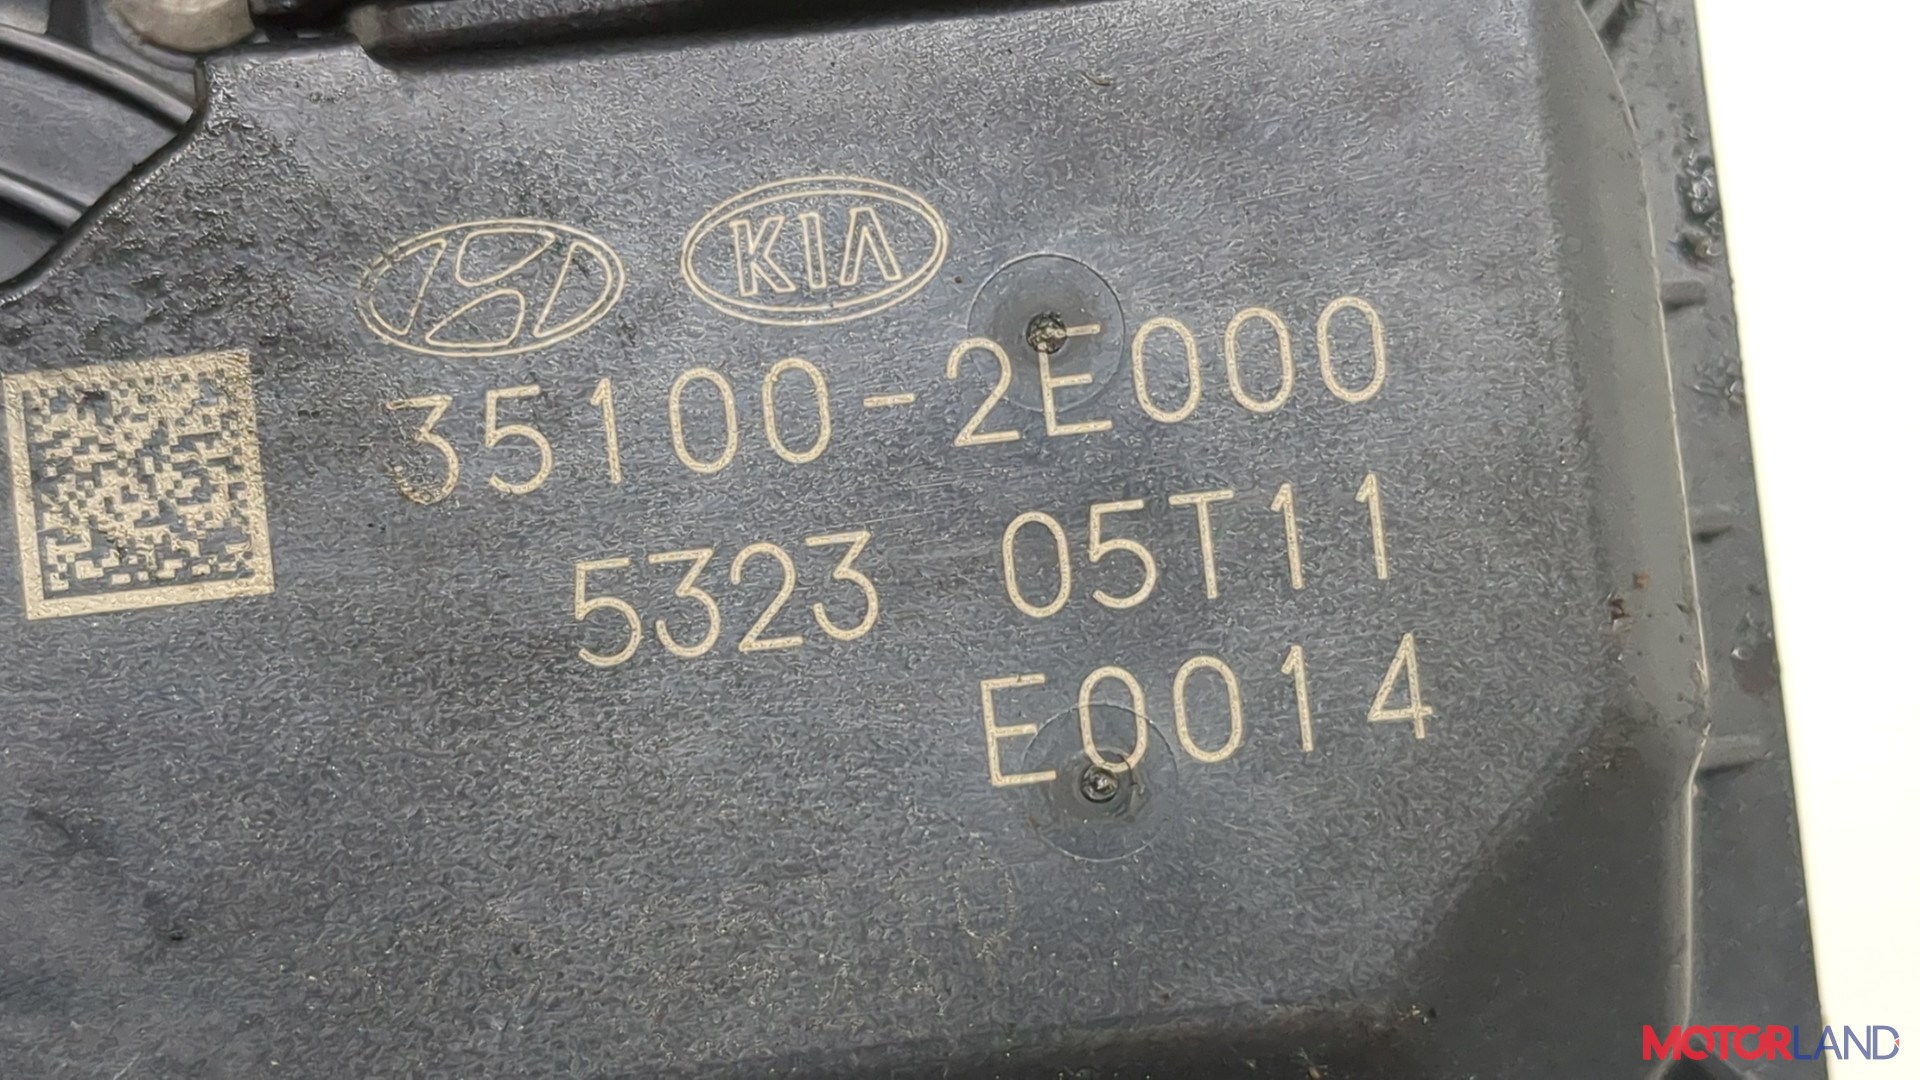 KIA
35100-2E000
5323 05T11
E0014
MOTORLAND